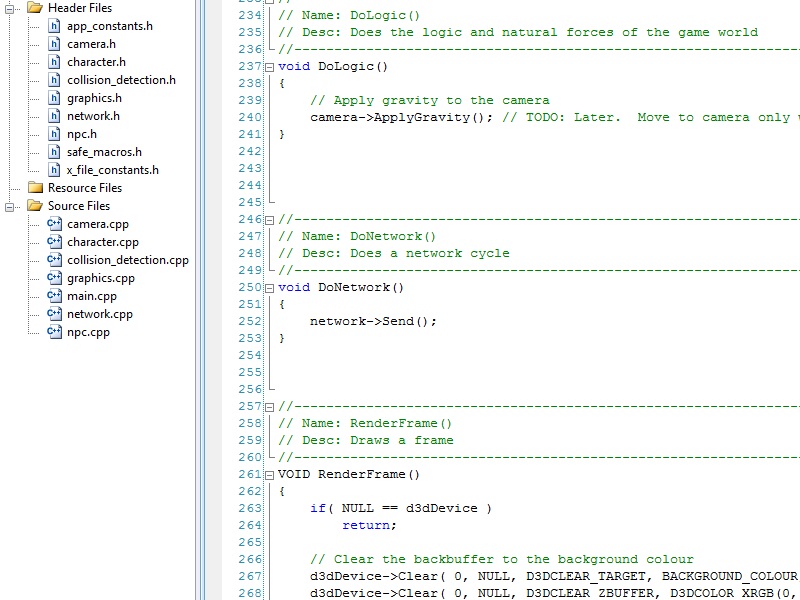 Header Files
app_constants.h
camera.h
character.h
collision_detection.h
graphics.h
network.h
npc.h
safe_macros.h
x_file_constants.h
Resource Files
Source Files
camera.cpp
character.cpp
collision_detection.cpp
graphics.cpp
main.cpp
network.cpp
npc.cpp
234 // Name: DoLogic()
235 // Desc: Does the logic and natural forces of the game world
236 //-----------------------------------------------------------------
237 void DoLogic()
238 {
239 // Apply gravity to the camera
240 camera->ApplyGravity(); // TODO: Later.  Move to camera only
241 }
242
243
244
245
246 //-----------------------------------------------------------------
247 // Name: DoNetwork()
248 // Desc: Does a network cycle
249 //-----------------------------------------------------------------
250 void DoNetwork()
251 {
252 network->Send();
253 }
254
255
256
257 //-----------------------------------------------------------------
258 // Name: RenderFrame()
259 // Desc: Draws a frame
260 //-----------------------------------------------------------------
261 VOID RenderFrame()
262 {
263 if( NULL == d3dDevice )
264 return;
265
266 // Clear the backbuffer to the background colour
267 d3dDevice->Clear( 0, NULL, D3DCLEAR_TARGET, BACKGROUND_COLOUR
268 d3dDevice->Clear( 0, NULL, D3DCLEAR_ZBUFFER, D3DCOLOR_XRGB(0,